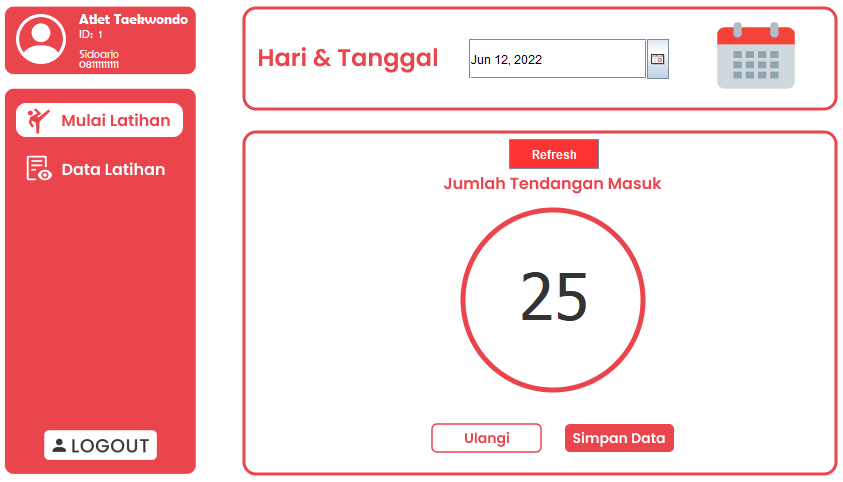 Atlet Taekwondo
ID: 1
Sidoarjo
08111111111
Mulai Latihan
Data Latihan
LOGOUT
Hari & Tanggal
Jun 12, 2022
Refresh
Jumlah Tendangan Masuk
25
Ulangi
Simpan Data